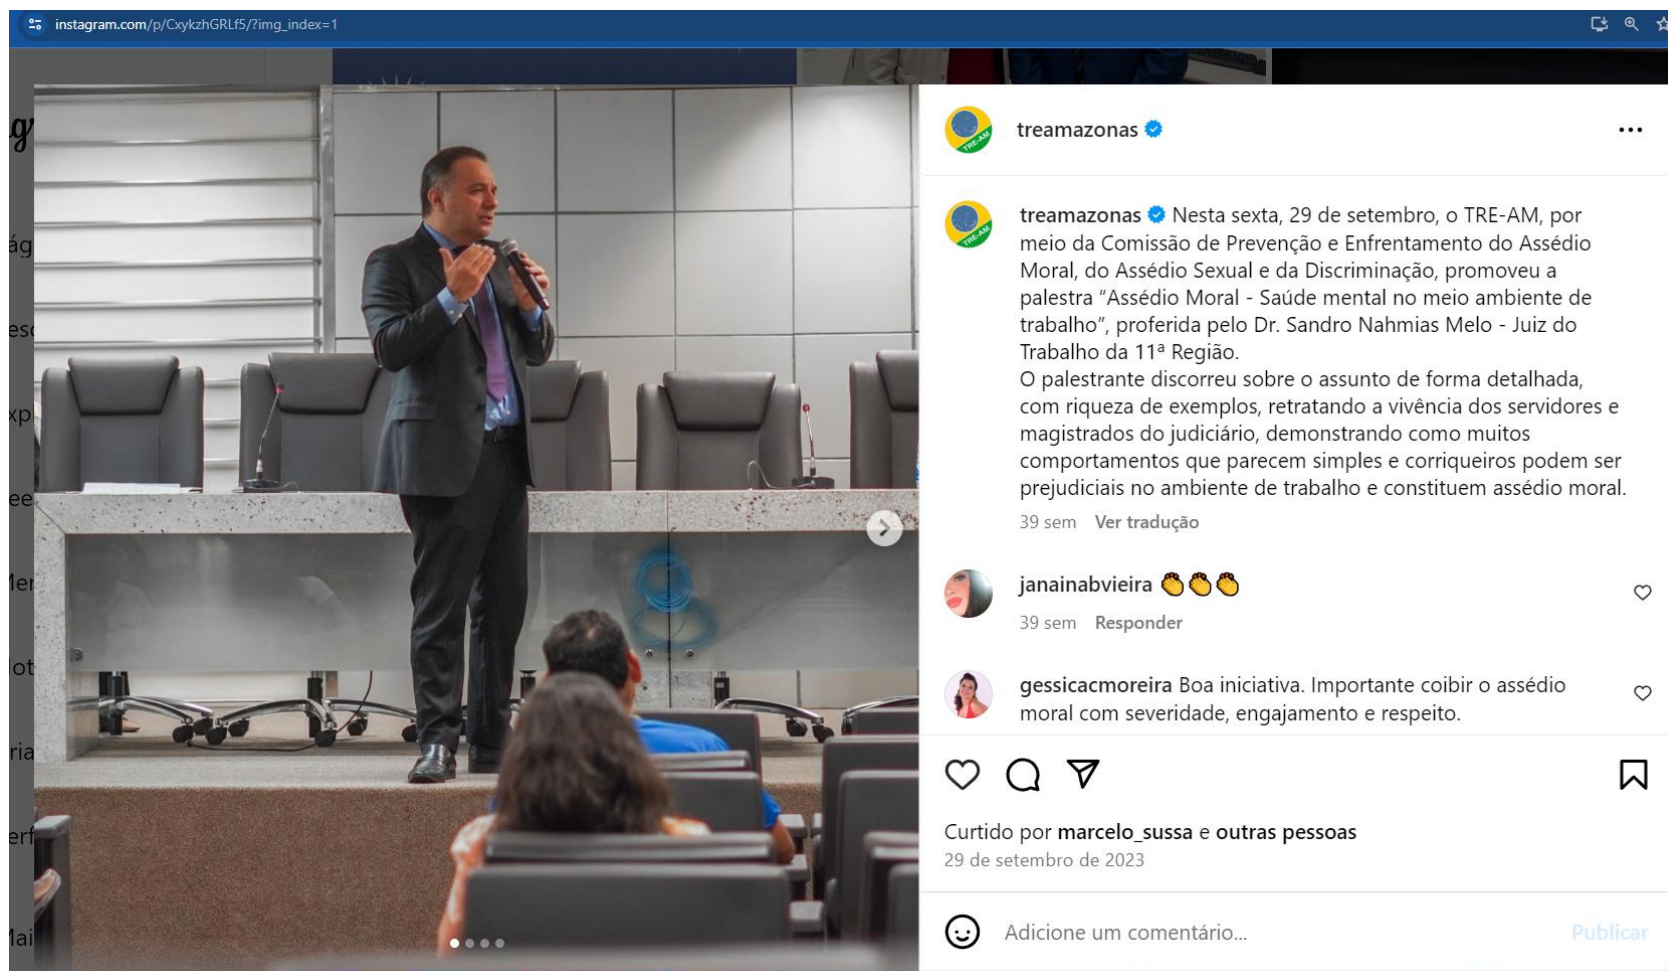 instagram.com/p/CxykzhGRLf5/?img_index=1
treamazonas
TRE-AM
treamazonas Nesta sexta, 29 de setembro, o TRE-AM, por
meio da Comissão de Prevenção e Enfrentamento do Assédio
Moral, do Assédio Sexual e da Discriminação, promoveu a
palestra “Assédio Moral - Saúde mental no meio ambiente de
trabalho”, proferida pelo Dr. Sandro Nahmias Melo - Juiz do
Trabalho da 11ª Região.
O palestrante discorreu sobre o assunto de forma detalhada,
com riqueza de exemplos, retratando a vivência dos servidores e
magistrados do judiciário, demonstrando como muitos
comportamentos que parecem simples e corriqueiros podem ser
prejudiciais no ambiente de trabalho e constituem assédio moral.
TRE-AM
39 sem Ver tradução
janainabvieira 👏👏👏
39 sem Responder
gessicacmoreira Boa iniciativa. Importante coibir o assédio
moral com severidade, engajamento e respeito.
Curtido por marcelo_sussa e outras pessoas
29 de setembro de 2023
Adicione um comentário...
Publicar